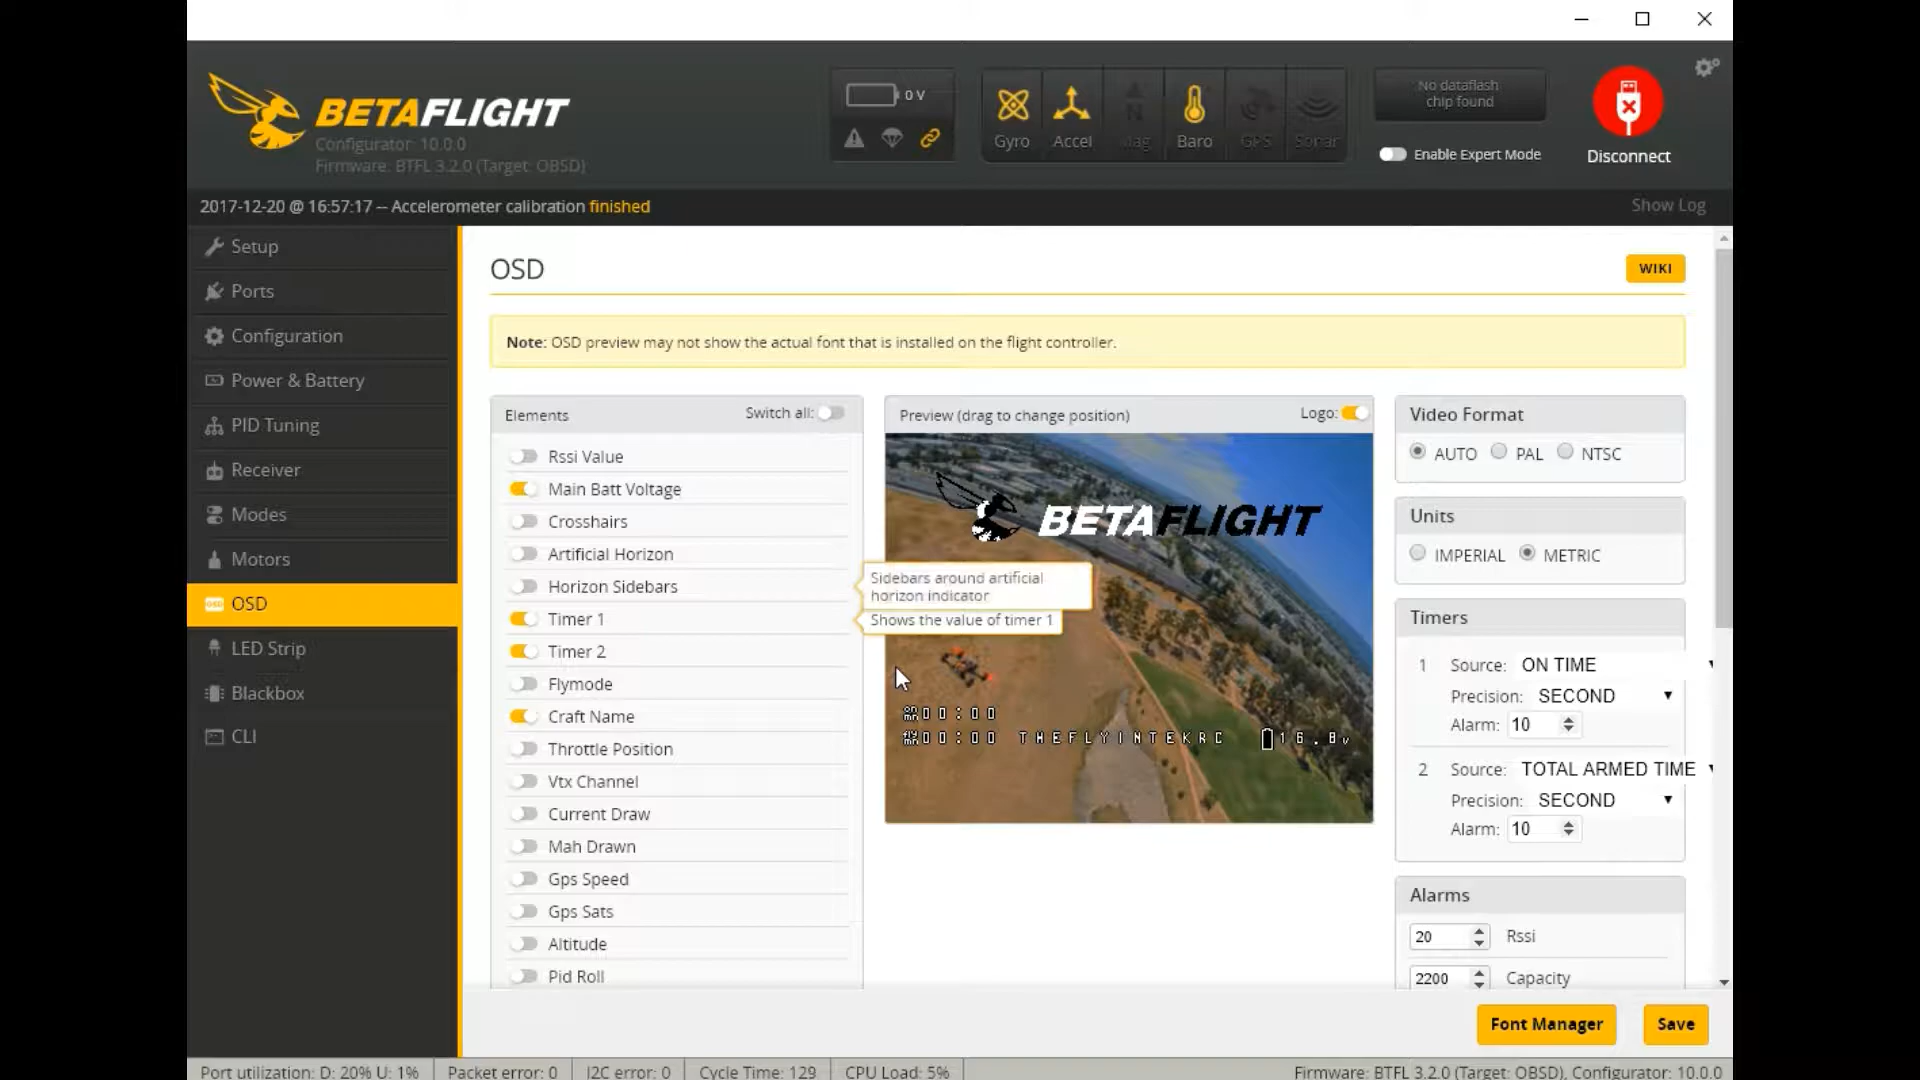 BETAFLIGHT
Configurator: 10.0.0
Firmware: BTFL 3.2.0 (Target: OBSD)
0 V
Gyro
Accel
Mag
Baro
GPS
Sonar
No dataflash
chip found
Enable Expert Mode
Disconnect
2017-12-20 @ 16:57:17 -- Accelerometer calibration finished
Show Log
Setup
Ports
Configuration
Power & Battery
PID Tuning
Receiver
Modes
Motors
OSD
LED Strip
Blackbox
CLI
OSD
WIKI
Note: OSD preview may not show the actual font that is installed on the flight controller.
Elements
Switch all:
Rssi Value
Main Batt Voltage
Crosshairs
Artificial Horizon
Horizon Sidebars
Timer 1
Timer 2
Flymode
Craft Name
Throttle Position
Vtx Channel
Current Draw
Mah Drawn
Gps Speed
Gps Sats
Altitude
Pid Roll
Sidebars around artificial
horizon indicator
Shows the value of timer 1
Preview (drag to change position)
Logo:
BETAFLIGHT
00:00
00:00 THEFLYINTEKRC 16.8v
Video Format
AUTO PAL NTSC
Units
IMPERIAL METRIC
Timers
1 Source: ON TIME
Precision: SECOND
Alarm: 10
2 Source: TOTAL ARMED TIME
Precision: SECOND
Alarm: 10
Alarms
20 Rssi
2200 Capacity
Font Manager
Save
Port utilization: D: 20% U: 1%
Packet error: 0
I2C error: 0
Cycle Time: 129
CPU Load: 5%
Firmware: BTFL 3.2.0 (Target: OBSD), Configurator: 10.0.0